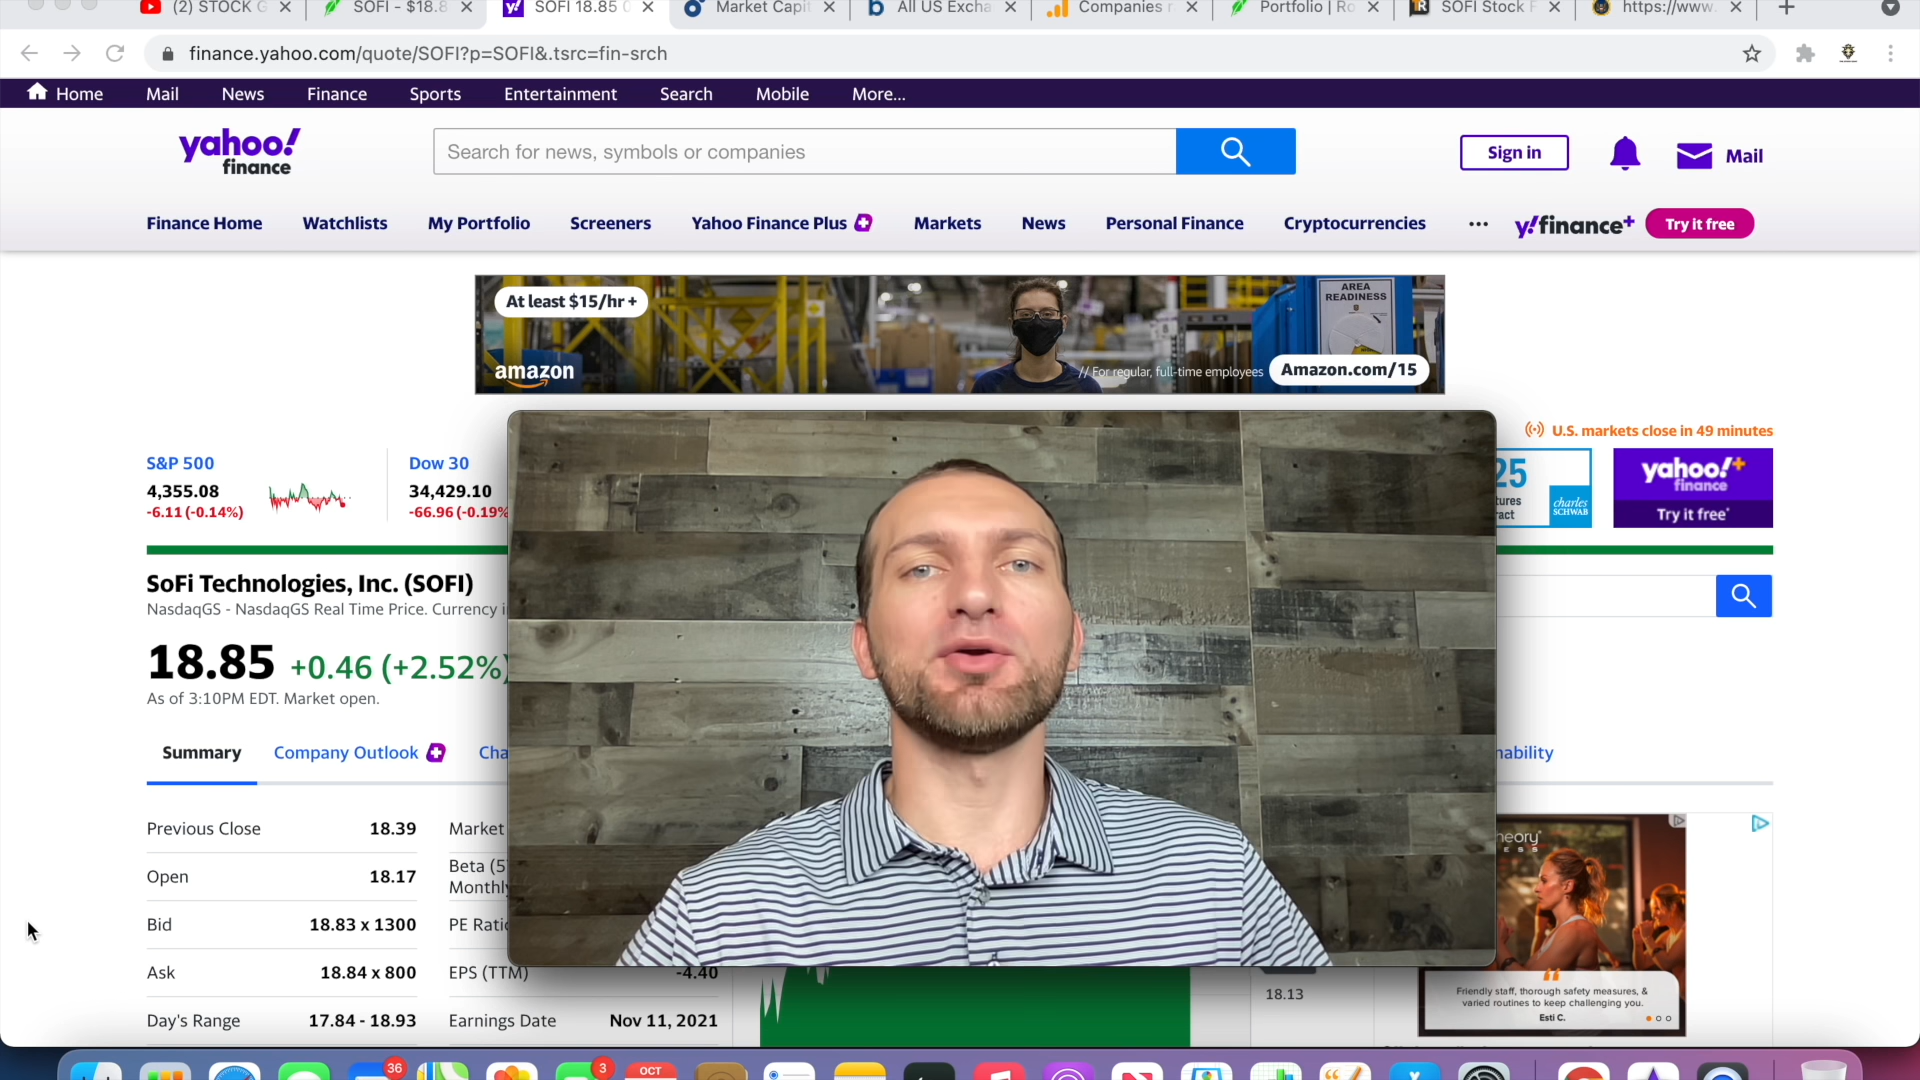 (2) STOCK G
SOFI - $18.8
SOFI 18.85 0
Market Capit
All US Excha
Companies r
Portfolio | Ro
SOFI Stock F
https://www.
finance.yahoo.com/quote/SOFI?p=SOFI&.tsrc=fin-srch
Home Mail News Finance Sports Entertainment Search Mobile More...
yahoo!
finance
Search for news, symbols or companies
Sign in
Mail
Finance Home Watchlists My Portfolio Screeners Yahoo Finance Plus Markets News Personal Finance Cryptocurrencies ... y!finance+ Try it free
At least $15/hr +
AREA
READINESS
amazon
// For regular, full-time employees
Amazon.com/15
U.S. markets close in 49 minutes
S&P 500
4,355.08
-6.11 (-0.14%)
Dow 30
34,429.10
-66.96 (-0.19%
25
tures
ract
charles
SCHWAB
yahoo!+
finance
Try it free*
SoFi Technologies, Inc. (SOFI)
NasdaqGS - NasdaqGS Real Time Price. Currency i
18.85 +0.46 (+2.52%)
As of 3:10PM EDT. Market open.
Summary Company Outlook Cha
nability
Previous Close 18.39
Open 18.17
Bid 18.83 x 1300
Ask 18.84 x 800
Day's Range 17.84 - 18.93
Market
Beta (5
Monthly
PE Rati
EPS (TTM) -4.40
Earnings Date Nov 11, 2021
18.13
heory
ESS
Friendly staff, thorough safety measures, &
varied routines to keep challenging you.
Esti C.
36
3
OCT